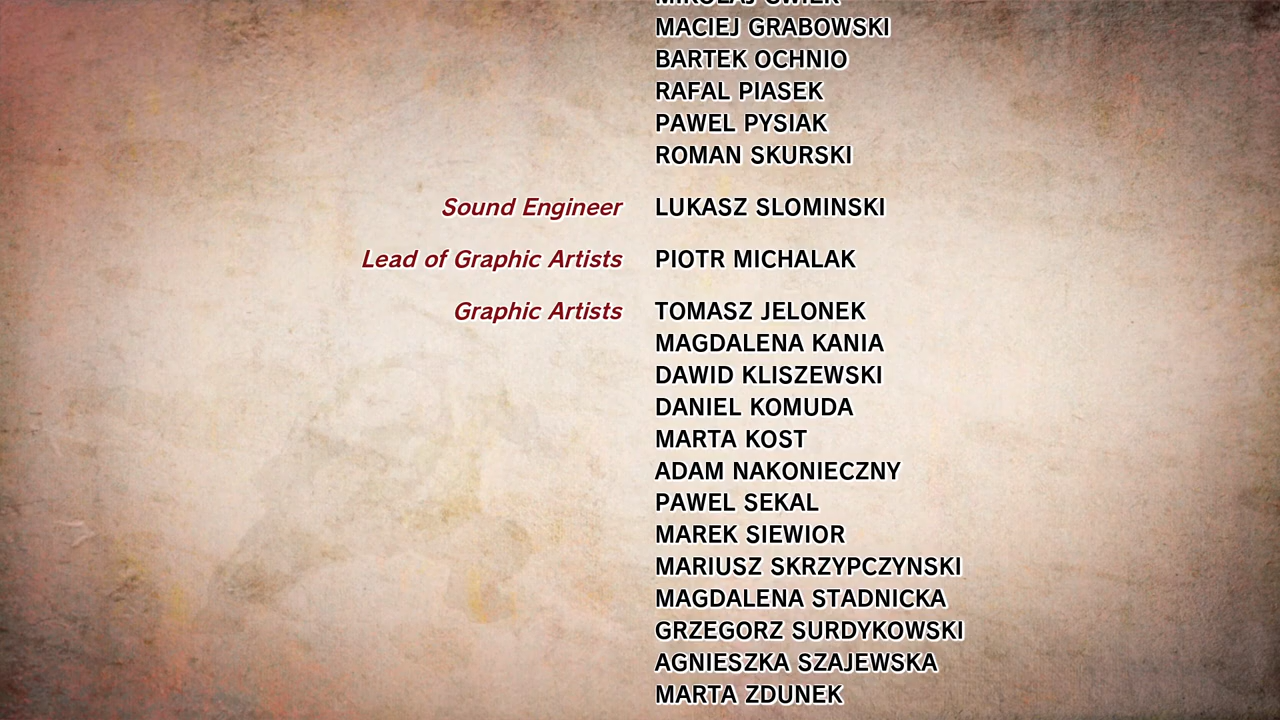 MACIEJ GRABOWSKI
BARTEK OCHNIO
RAFAL PIASEK
PAWEL PYSIAK
ROMAN SKURSKI
Sound Engineer LUKASZ SLOMINSKI
Lead of Graphic Artists PIOTR MICHALAK
Graphic Artists TOMASZ JELONEK
MAGDALENA KANIA
DAWID KLISZEWSKI
DANIEL KOMUDA
MARTA KOST
ADAM NAKONIECZNY
PAWEL SEKAL
MAREK SIEWIOR
MARIUSZ SKRZYPCZYNSKI
MAGDALENA STADNICKA
GRZEGORZ SURDYKOWSKI
AGNIESZKA SZAJEWSKA
MARTA ZDUNEK